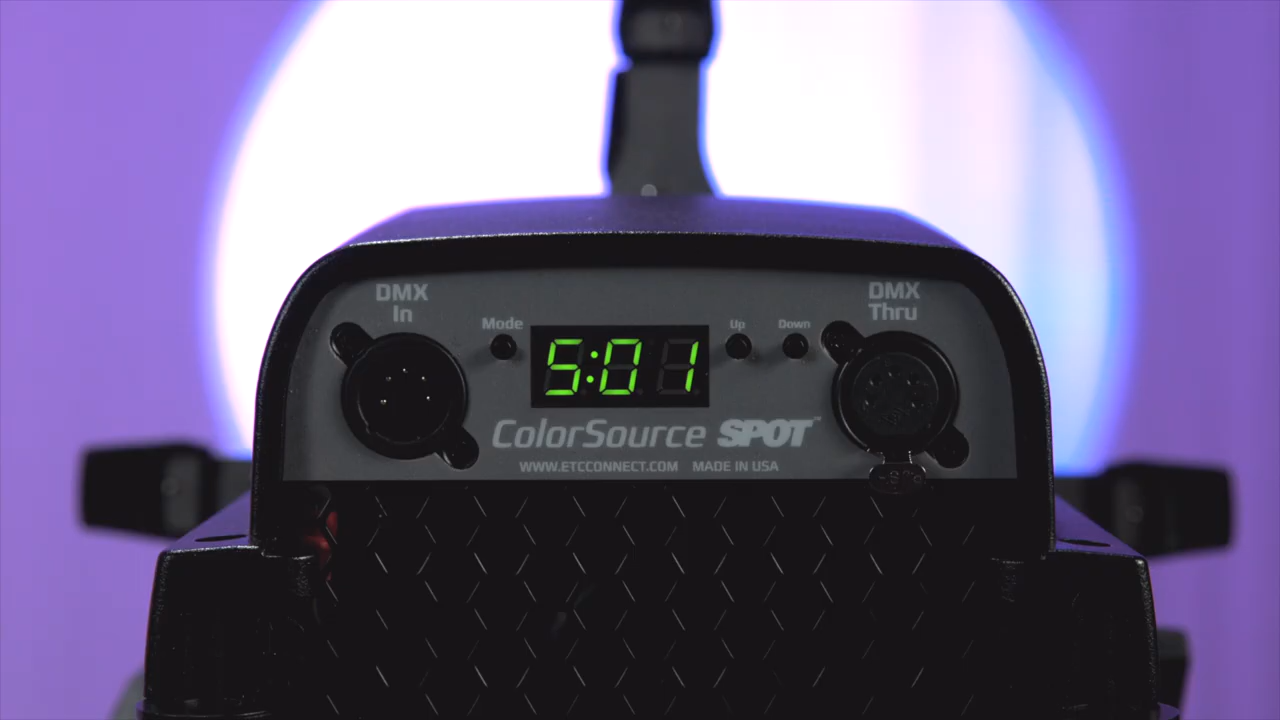 DMX
In
Mode
5:01
Up
Down
DMX
Thru
ColorSource SPOT™
WWW.ETCCONNECT.COM MADE IN USA